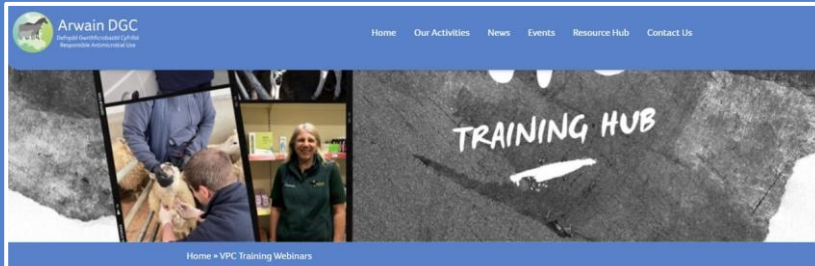 Arwain DGC
Defnydd Gwrthficrobaidd Cyfrifol
Responsible Antimicrobial Use
Home Our Activities News Events Resource Hub Contact Us
TRAINING HUB
Home » VPC Training Webinars